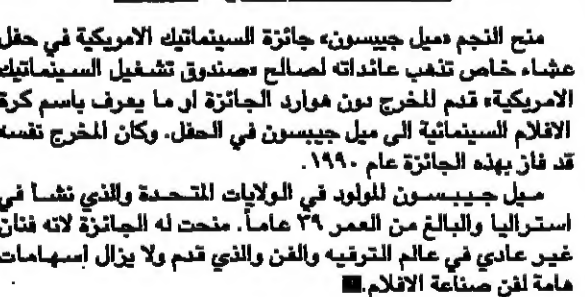 منح النجم «ميل جيبسون» جائزة السينماتيك الامريكية في حفل
عشاء خاص تذهب عائداته لصالح «صندوق تشغيل السينماتيك
الامريكية» قدم المخرج دون هوارد الجائزة او ما يعرف باسم كرة
الافلام السينمائية الى ميل جيبسون في الحفل. وكان المخرج نفسه
قد فاز بهذه الجائزة عام ١٩٩٠.
ميل جيبسون المولود في الولايات المتحدة والذي نشا في
استراليا والبالغ من العمر ٣٩ عاماً. منحت له الجائزة لانه فنان
غير عادي في عالم الترفيه والفن والذي قدم ولا يزال اسهامات
هامة لفن صناعة الافلام.